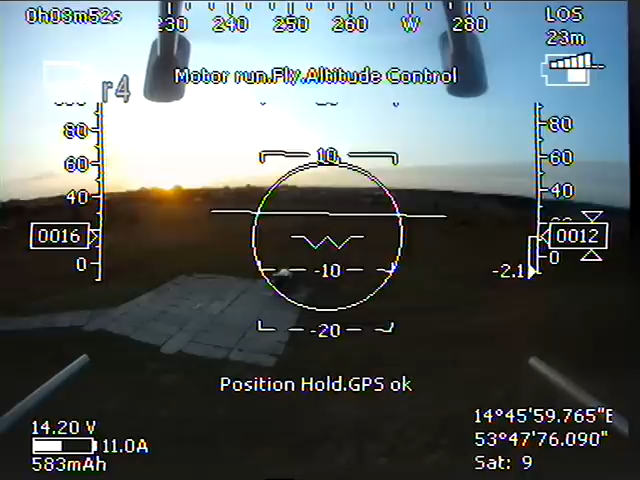 0h03m52s
230 240 250 260 W 280
LOS
23m
Motor run.Fly.Altitude Control
r4
80
60
40
0
0016
10
-10
-20
80
60
40
0
0012
-2.1
Position Hold.GPS ok
14.20 V
11.0A
583mAh
14°45'59.765"E
53°47'76.090"
Sat: 9